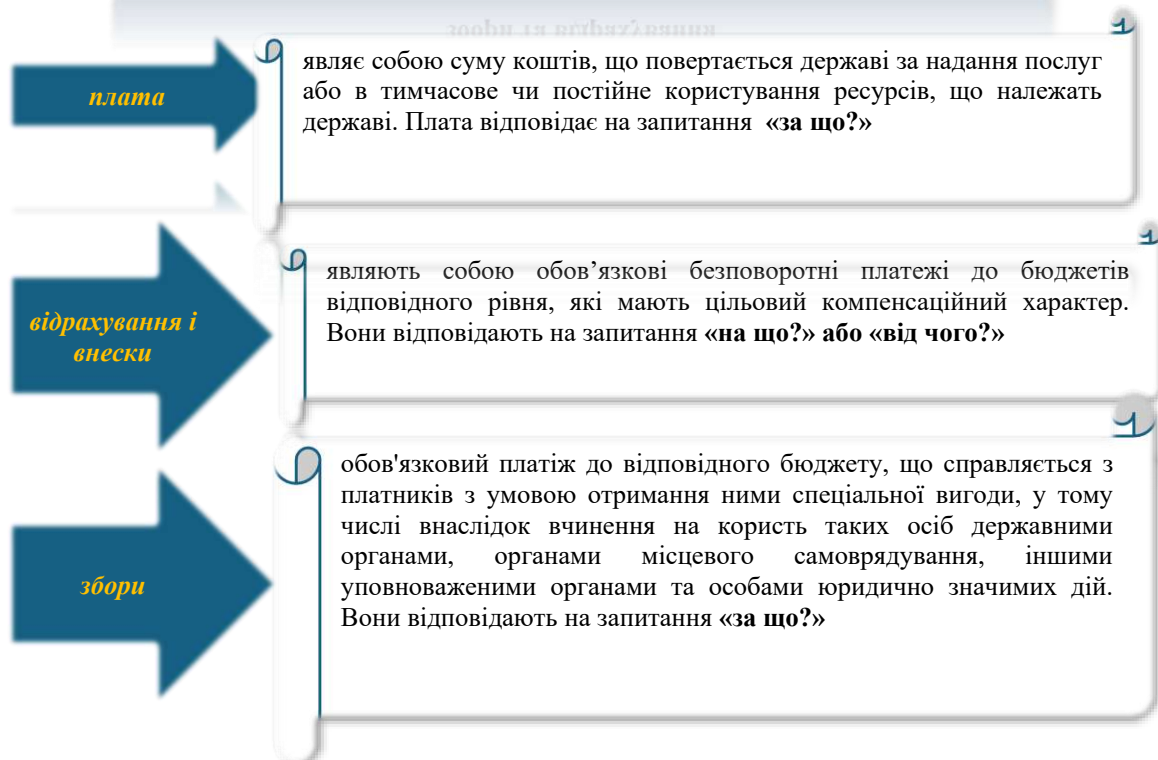 плата
являє собою суму коштів, що повертається державі за надання послуг
або в тимчасове чи постійне користування ресурсів, що належать
державі. Плата відповідає на запитання «за що?»
відрахування і
внески
являють собою обов’язкові безповоротні платежі до бюджетів
відповідного рівня, які мають цільовий компенсаційний характер.
Вони відповідають на запитання «на що?» або «від чого?»
збори
обов'язковий платіж до відповідного бюджету, що справляється з
платників з умовою отримання ними спеціальної вигоди, у тому
числі внаслідок вчинення на користь таких осіб державними
органами, органами місцевого самоврядування, іншими
уповноваженими органами та особами юридично значимих дій.
Вони відповідають на запитання «за що?»